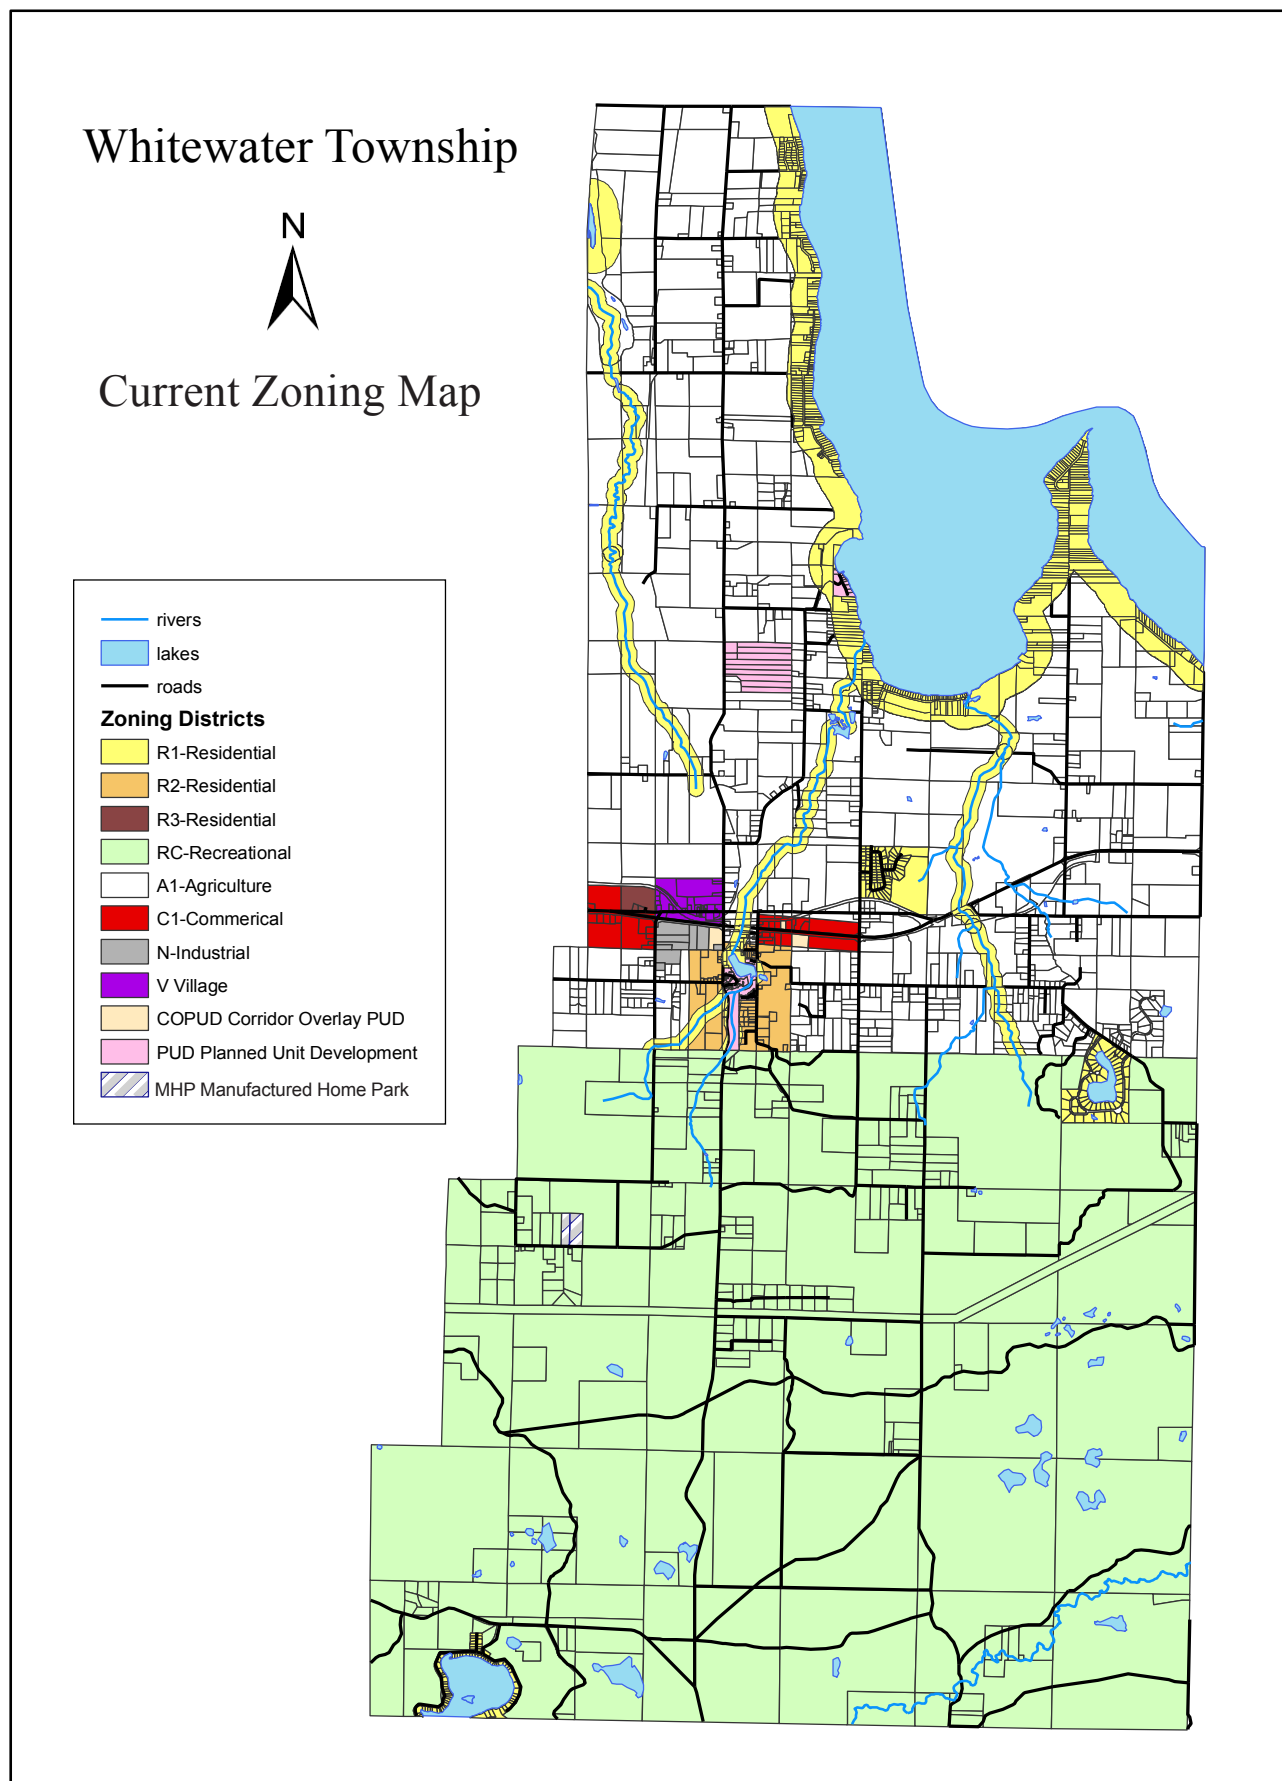 Whitewater Township
N
Current Zoning Map
rivers
lakes
roads
Zoning Districts
R1-Residential
R2-Residential
R3-Residential
RC-Recreational
A1-Agriculture
C1-Commerical
N-Industrial
V Village
COPUD Corridor Overlay PUD
PUD Planned Unit Development
MHP Manufactured Home Park